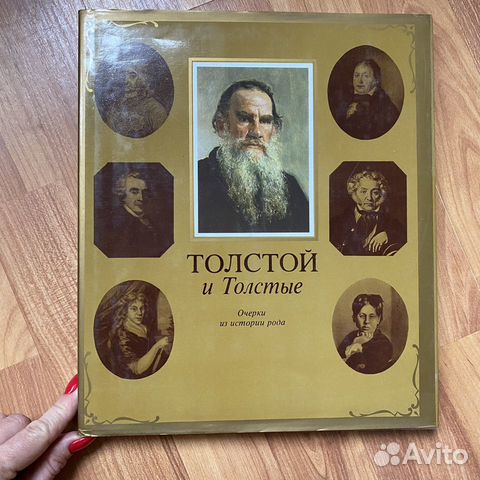 ТОЛСТОЙ
и Толстые
Очерки
из истории рода
Avito